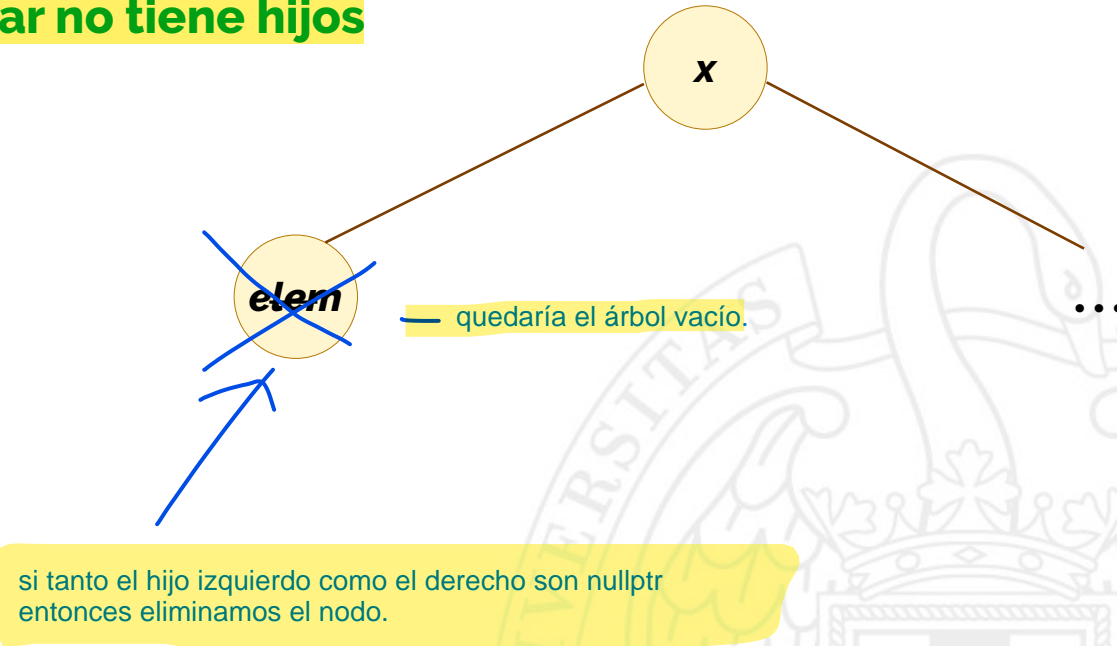 ar no tiene hijos
x
elem
quedaría el árbol vacío.
...
si tanto el hijo izquierdo como el derecho son nullptr
entonces eliminamos el nodo.
VERSITAS